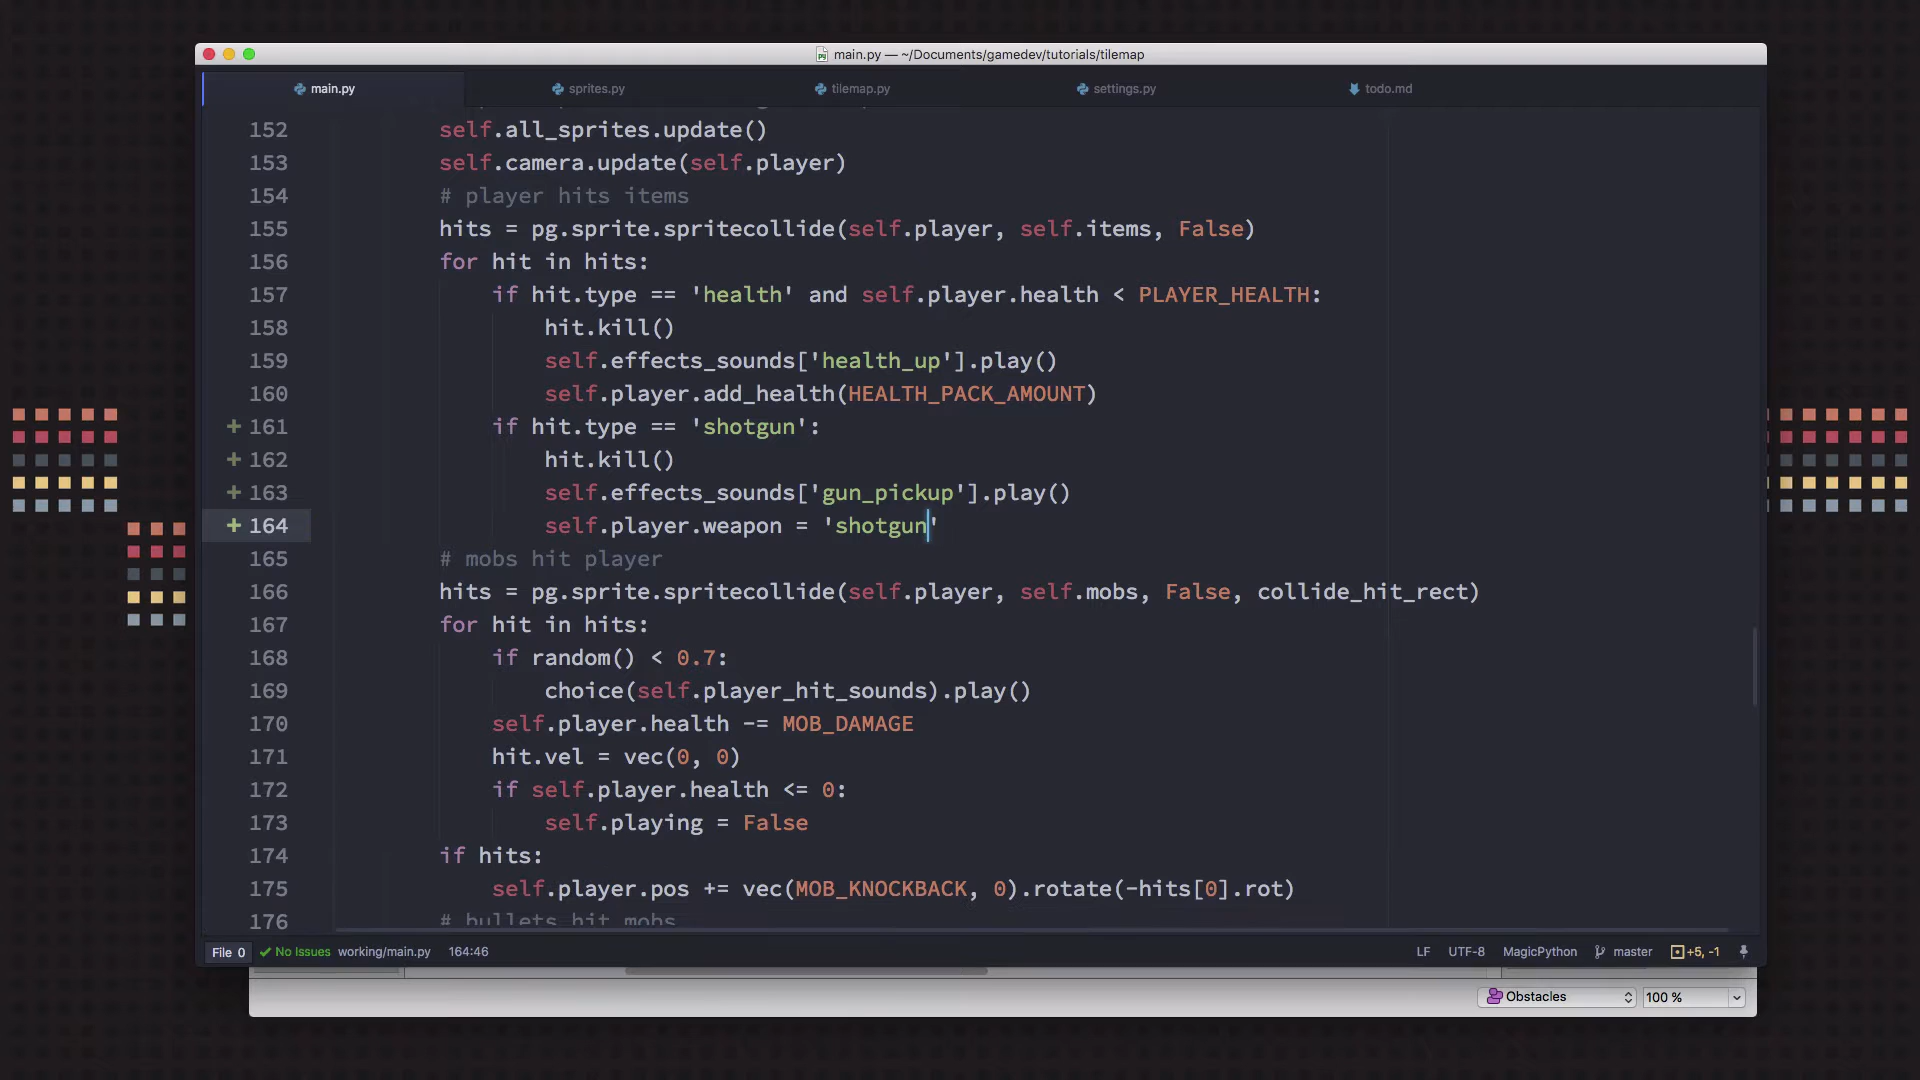 main.py — ~/Documents/gamedev/tutorials/tilemap
main.py
sprites.py
tilemap.py
settings.py
todo.md
152 self.all_sprites.update()
153 self.camera.update(self.player)
154 # player hits items
155 hits = pg.sprite.spritecollide(self.player, self.items, False)
156 for hit in hits:
157 if hit.type == 'health' and self.player.health < PLAYER_HEALTH:
158 hit.kill()
159 self.effects_sounds['health_up'].play()
160 self.player.add_health(HEALTH_PACK_AMOUNT)
+ 161 if hit.type == 'shotgun':
+ 162 hit.kill()
+ 163 self.effects_sounds['gun_pickup'].play()
+ 164 self.player.weapon = 'shotgun'
165 # mobs hit player
166 hits = pg.sprite.spritecollide(self.player, self.mobs, False, collide_hit_rect)
167 for hit in hits:
168 if random() < 0.7:
169 choice(self.player_hit_sounds).play()
170 self.player.health -= MOB_DAMAGE
171 hit.vel = vec(0, 0)
172 if self.player.health <= 0:
173 self.playing = False
174 if hits:
175 self.player.pos += vec(MOB_KNOCKBACK, 0).rotate(-hits[0].rot)
176 # bullets hit mobs
File 0 No Issues working/main.py 164:46 LF UTF-8 MagicPython master +5, -1
Obstacles 100 %